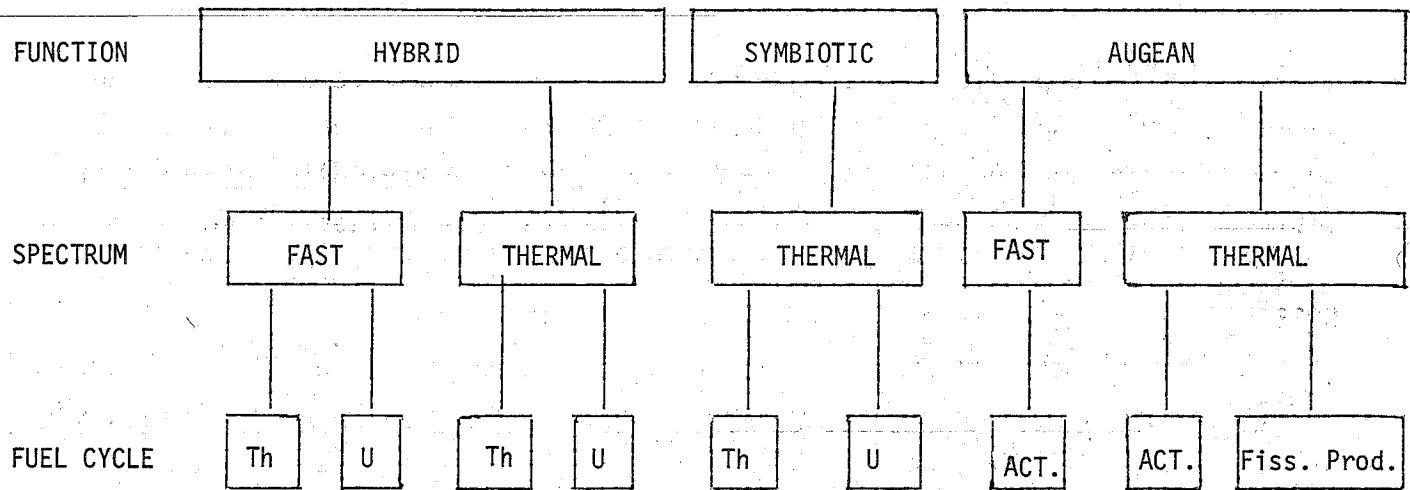 FUNCTION HYBRID SYMBIOTIC AUGEAN
SPECTRUM FAST THERMAL THERMAL FAST THERMAL
FUEL CYCLE Th U Th U Th U ACT. ACT. Fiss. Prod.